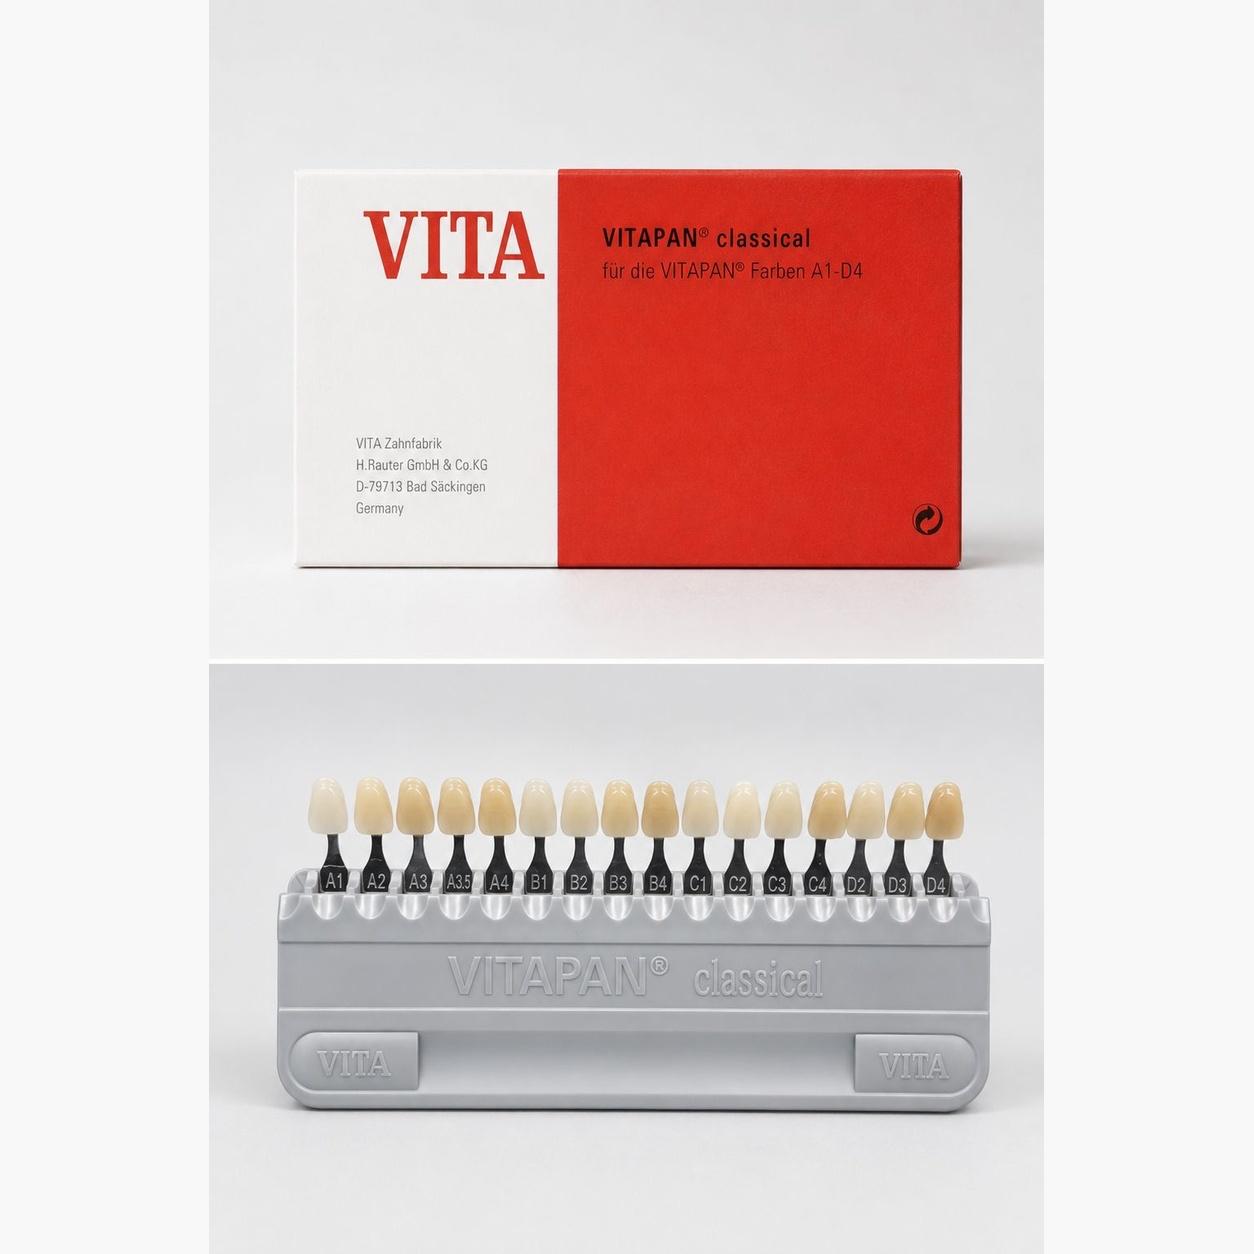 VITA
VITAPAN® classical
für die VITAPAN® Farben A1-D4
VITA Zahnfabrik
H.Rauter GmbH & Co.KG
D-79713 Bad Säckingen
Germany
A1 A2 A3 A3.5 A4 B1 B2 B3 B4 C1 C2 C3 C4 D2 D3 D4
VITAPAN® classical
VITA VITA